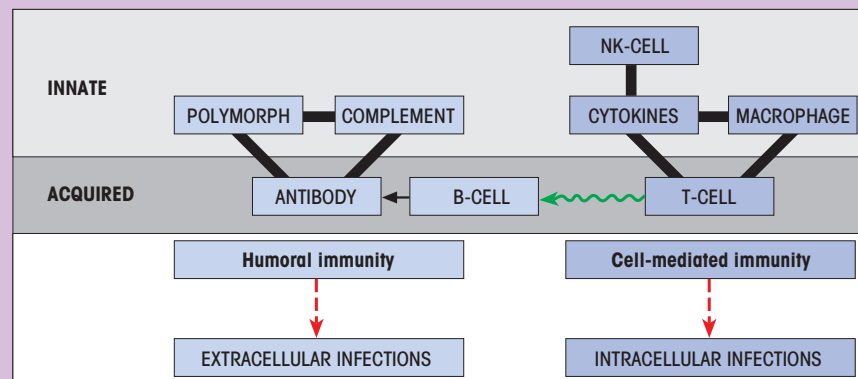 NK-CELL
INNATE
POLYMORPH
COMPLEMENT
CYTOKINES
MACROPHAGE
ACQUIRED
ANTIBODY
B-CELL
T-CELL
Humoral immunity
Cell-mediated immunity
EXTRACELLULAR INFECTIONS
INTRACELLULAR INFECTIONS